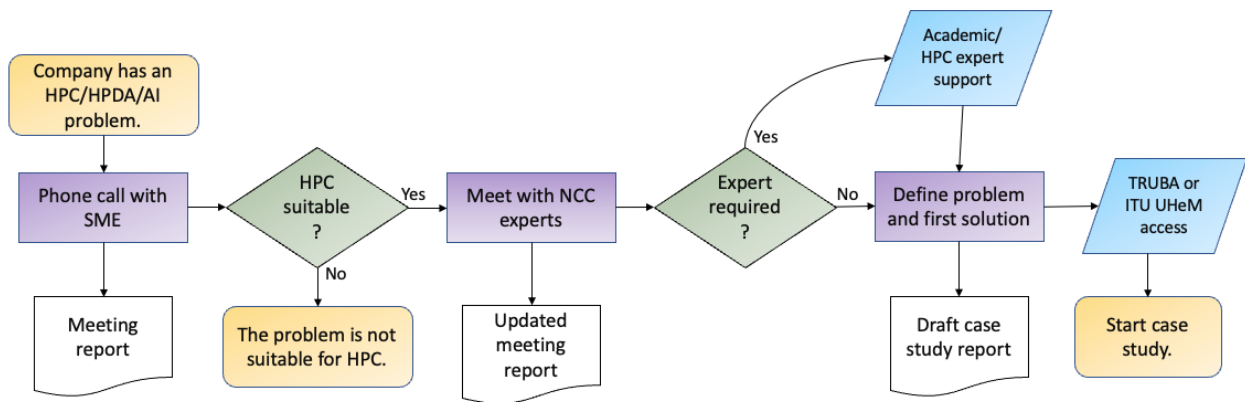 Company has an
HPC/HPDA/AI
problem.
Phone call with
SME
Meeting
report
HPC
suitable
?
Yes
No
The problem is not
suitable for HPC.
Meet with NCC
experts
Updated
meeting
report
Expert
required
?
Yes
No
Academic/
HPC expert
support
Define problem
and first solution
Draft case
study report
TRUBA or
ITU UHeM
access
Start case
study.